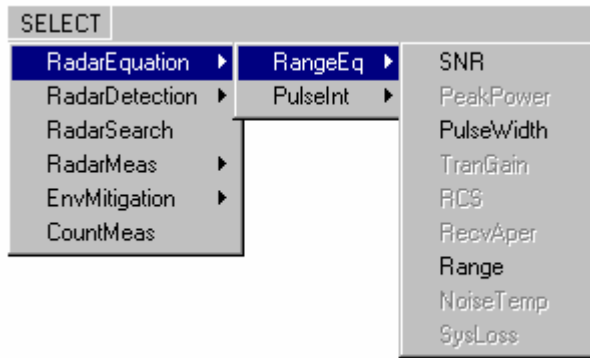 SELECT
RadarEquation
RadarDetection
RadarSearch
RadarMeas
EnvMitigation
CountMeas
RangeEq
PulseInt
SNR
PeakPower
PulseWidth
TranGain
RCS
RecvAper
Range
NoiseTemp
SysLoss